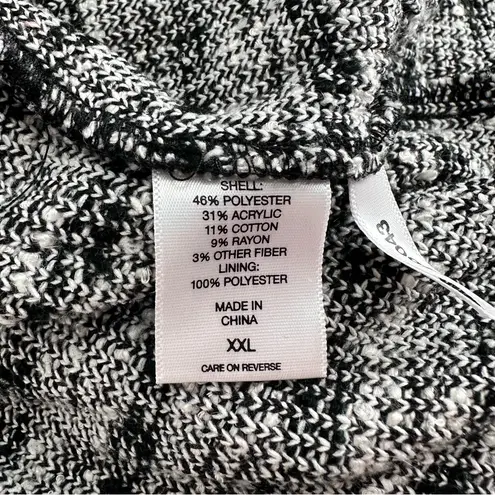 SHELL:
46% POLYESTER
31% ACRYLIC
11% COTTON
9% RAYON
3% OTHER FIBER
LINING:
100% POLYESTER
MADE IN
CHINA
XXL
CARE ON REVERSE